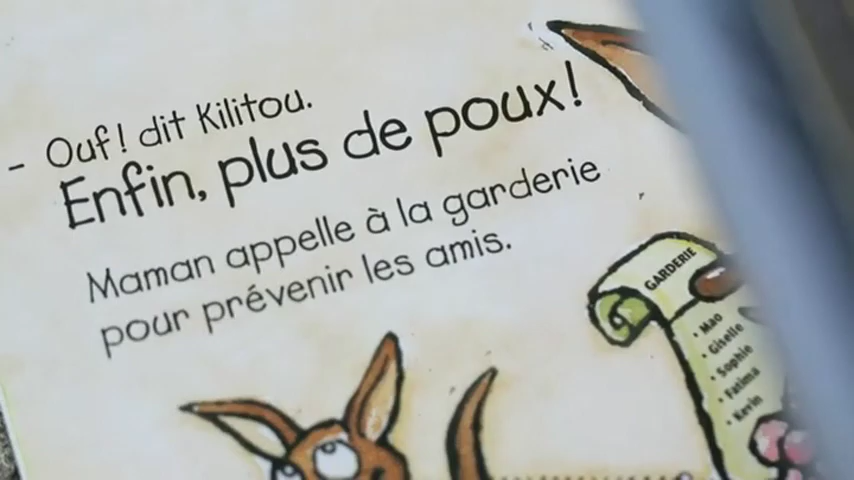 - Ouf! dit Kilitou.
Enfin, plus de poux!
Maman appelle à la garderie
pour prévenir les amis.
GARDERIE
• Mao
• Giselle
• Sophie
• Fatima
• Kevin